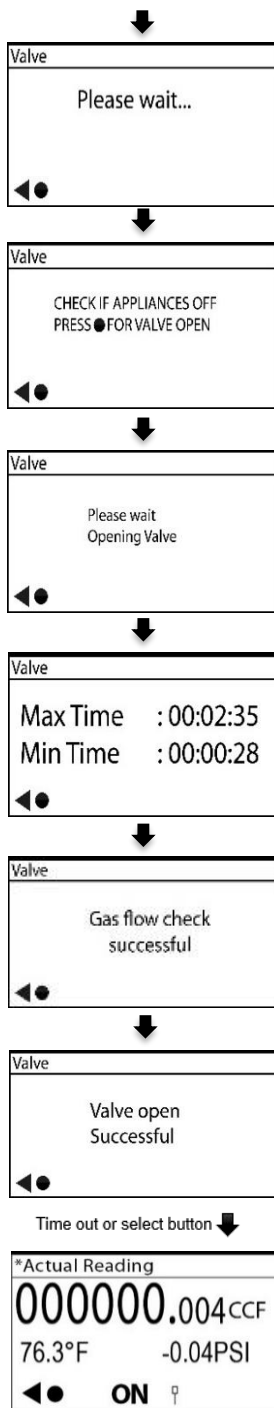 Valve
Please wait...
Valve
CHECK IF APPLIANCES OFF
PRESS ● FOR VALVE OPEN
Valve
Please wait
Opening Valve
Valve
Max Time : 00:02:35
Min Time : 00:00:28
Valve
Gas flow check
successful
Valve
Valve open
Successful
Time out or select button
*Actual Reading
000000.004 CCF
76.3°F -0.04PSI
ON